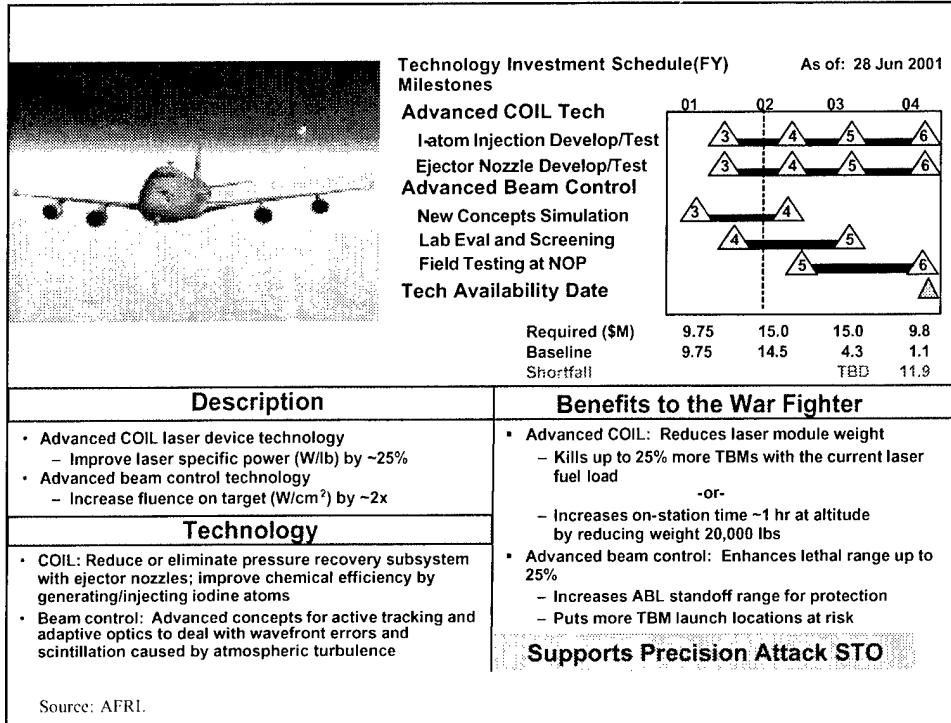 Technology Investment Schedule(FY) As of: 28 Jun 2001
Milestones
01 02 03 04
Advanced COIL Tech
I-atom Injection Develop/Test 3 4 5 6
Ejector Nozzle Develop/Test 3 4 5 6
Advanced Beam Control
New Concepts Simulation 3 4
Lab Eval and Screening 4 5
Field Testing at NOP 5 6
Tech Availability Date
Required ($M) 9.75 15.0 15.0 9.8
Baseline 9.75 14.5 4.3 1.1
Shortfall TBD 11.9
Description
• Advanced COIL laser device technology
– Improve laser specific power (W/lb) by ~25%
• Advanced beam control technology
– Increase fluence on target (W/cm²) by ~2x
Technology
• COIL: Reduce or eliminate pressure recovery subsystem
with ejector nozzles; improve chemical efficiency by
generating/injecting iodine atoms
• Beam control: Advanced concepts for active tracking and
adaptive optics to deal with wavefront errors and
scintillation caused by atmospheric turbulence
Benefits to the War Fighter
▪ Advanced COIL: Reduces laser module weight
– Kills up to 25% more TBMs with the current laser
fuel load
-or-
– Increases on-station time ~1 hr at altitude
by reducing weight 20,000 lbs
▪ Advanced beam control: Enhances lethal range up to
25%
– Increases ABL standoff range for protection
– Puts more TBM launch locations at risk
Supports Precision Attack STO
Source: AFRL